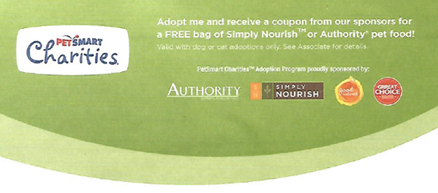 Adopt me and receive a coupon from our sponsors for
a FREE bag of Simply Nourish™ or Authority® pet food!
Valid with dog or cat adoptions only. See Associate for details.
PETSMART
Charities
PetSmart Charities™ Adoption Program proudly sponsored by:
AUTHORITY
SIMPLY
NOURISH
GREAT
CHOICE